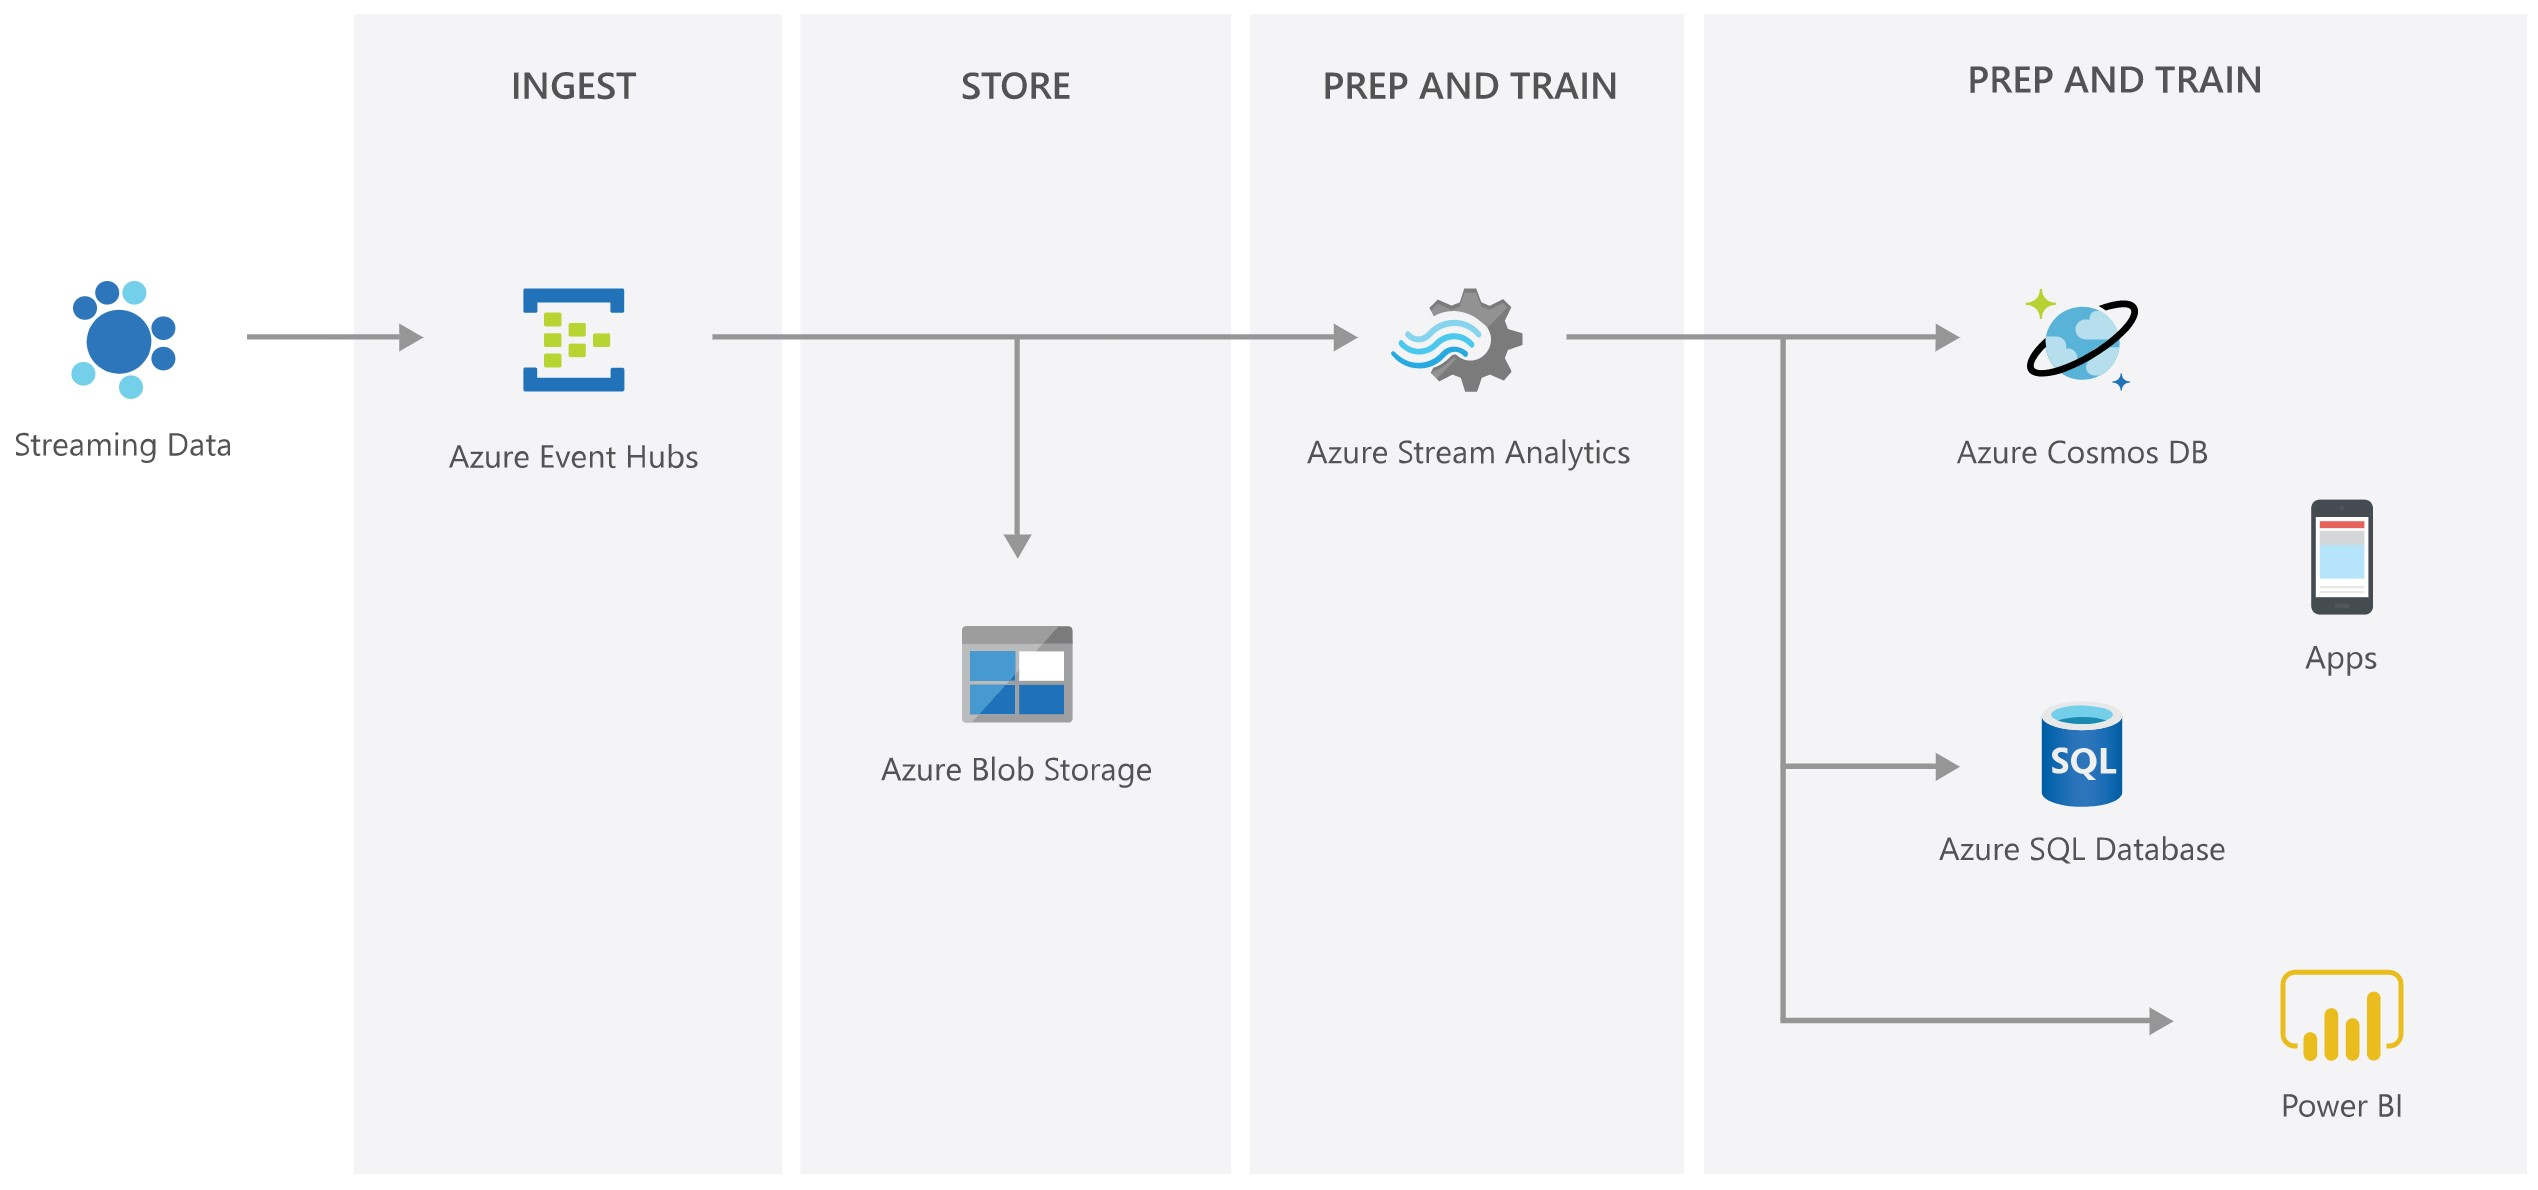 INGEST
STORE
PREP AND TRAIN
PREP AND TRAIN
Streaming Data
Azure Event Hubs
Azure Stream Analytics
Azure Cosmos DB
Apps
Azure Blob Storage
SQL
Azure SQL Database
Power BI